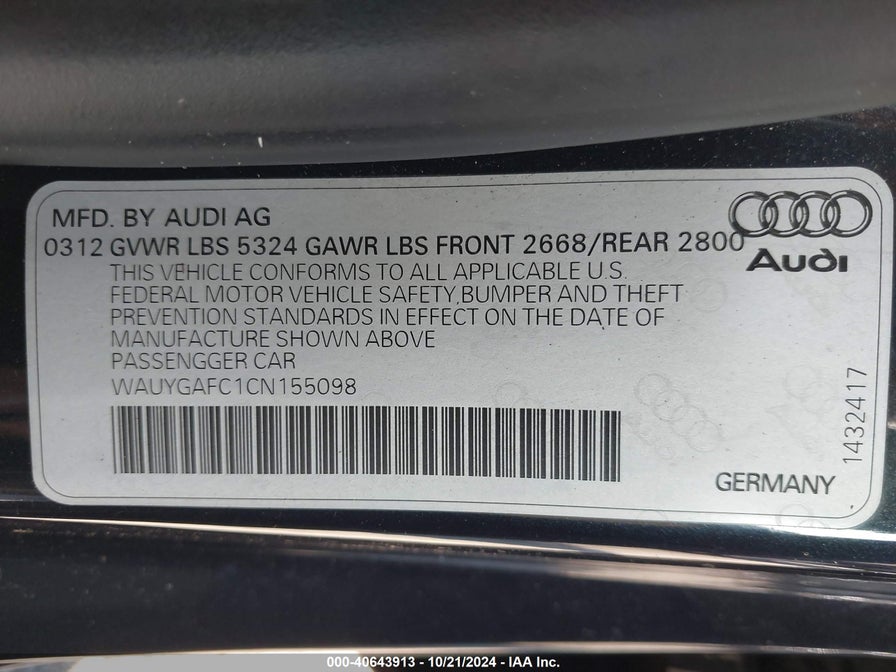 MFD. BY AUDI AG
0312 GVWR LBS 5324 GAWR LBS FRONT 2668/REAR 2800
Audi
THIS VEHICLE CONFORMS TO ALL APPLICABLE U.S.
FEDERAL MOTOR VEHICLE SAFETY,BUMPER AND THEFT
PREVENTION STANDARDS IN EFFECT ON THE DATE OF
MANUFACTURE SHOWN ABOVE
PASSENGGER CAR
WAUYGAFC1CN155098
1432417
GERMANY
000-40643913 - 10/21/2024 - IAA Inc.